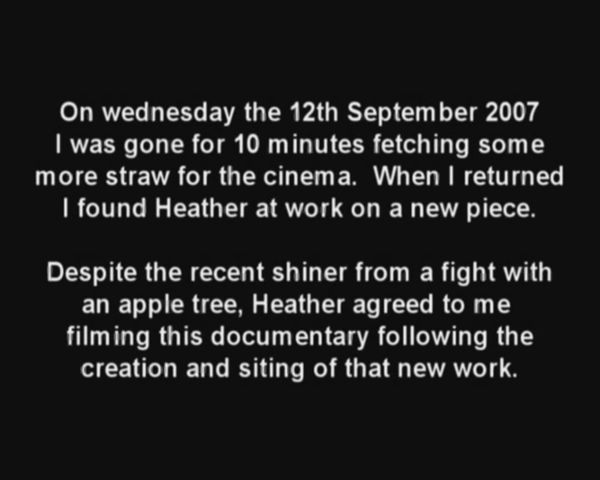 On wednesday the 12th September 2007
I was gone for 10 minutes fetching some
more straw for the cinema.  When I returned
I found Heather at work on a new piece.
Despite the recent shiner from a fight with
an apple tree, Heather agreed to me
filming this documentary following the
creation and siting of that new work.